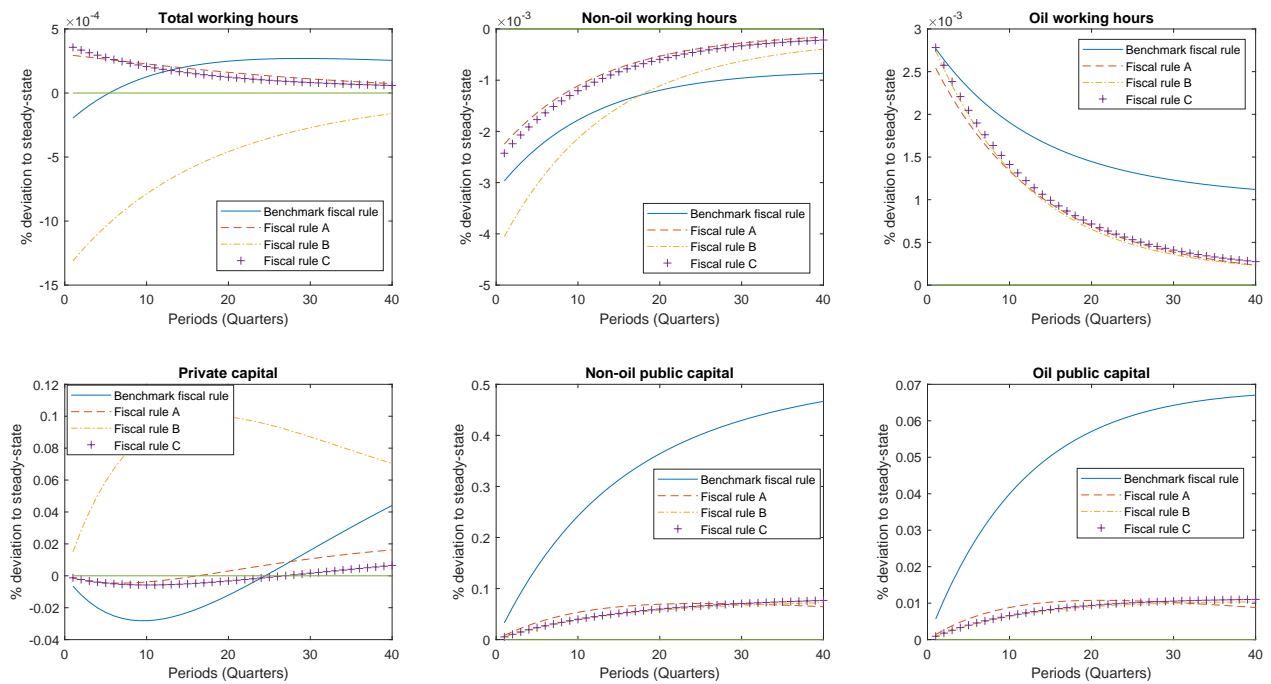 Total working hours
×10^-4
5
0
-5
-10
-15
% deviation to steady-state
0
10
20
30
40
Periods (Quarters)
Benchmark fiscal rule
Fiscal rule A
Fiscal rule B
Fiscal rule C
Non-oil working hours
×10^-3
0
-1
-2
-3
-4
-5
% deviation to steady-state
0
10
20
30
40
Periods (Quarters)
Benchmark fiscal rule
Fiscal rule A
Fiscal rule B
Fiscal rule C
Oil working hours
×10^-3
3
2.5
2
1.5
1
0.5
0
% deviation to steady-state
0
10
20
30
40
Periods (Quarters)
Benchmark fiscal rule
Fiscal rule A
Fiscal rule B
Fiscal rule C
Private capital
0.12
0.1
0.08
0.06
0.04
0.02
0
-0.02
-0.04
% deviation to steady-state
0
10
20
30
40
Periods (Quarters)
Benchmark fiscal rule
Fiscal rule A
Fiscal rule B
Fiscal rule C
Non-oil public capital
0.5
0.4
0.3
0.2
0.1
0
% deviation to steady-state
0
10
20
30
40
Periods (Quarters)
Benchmark fiscal rule
Fiscal rule A
Fiscal rule B
Fiscal rule C
Oil public capital
0.07
0.06
0.05
0.04
0.03
0.02
0.01
0
% deviation to steady-state
0
10
20
30
40
Periods (Quarters)
Benchmark fiscal rule
Fiscal rule A
Fiscal rule B
Fiscal rule C